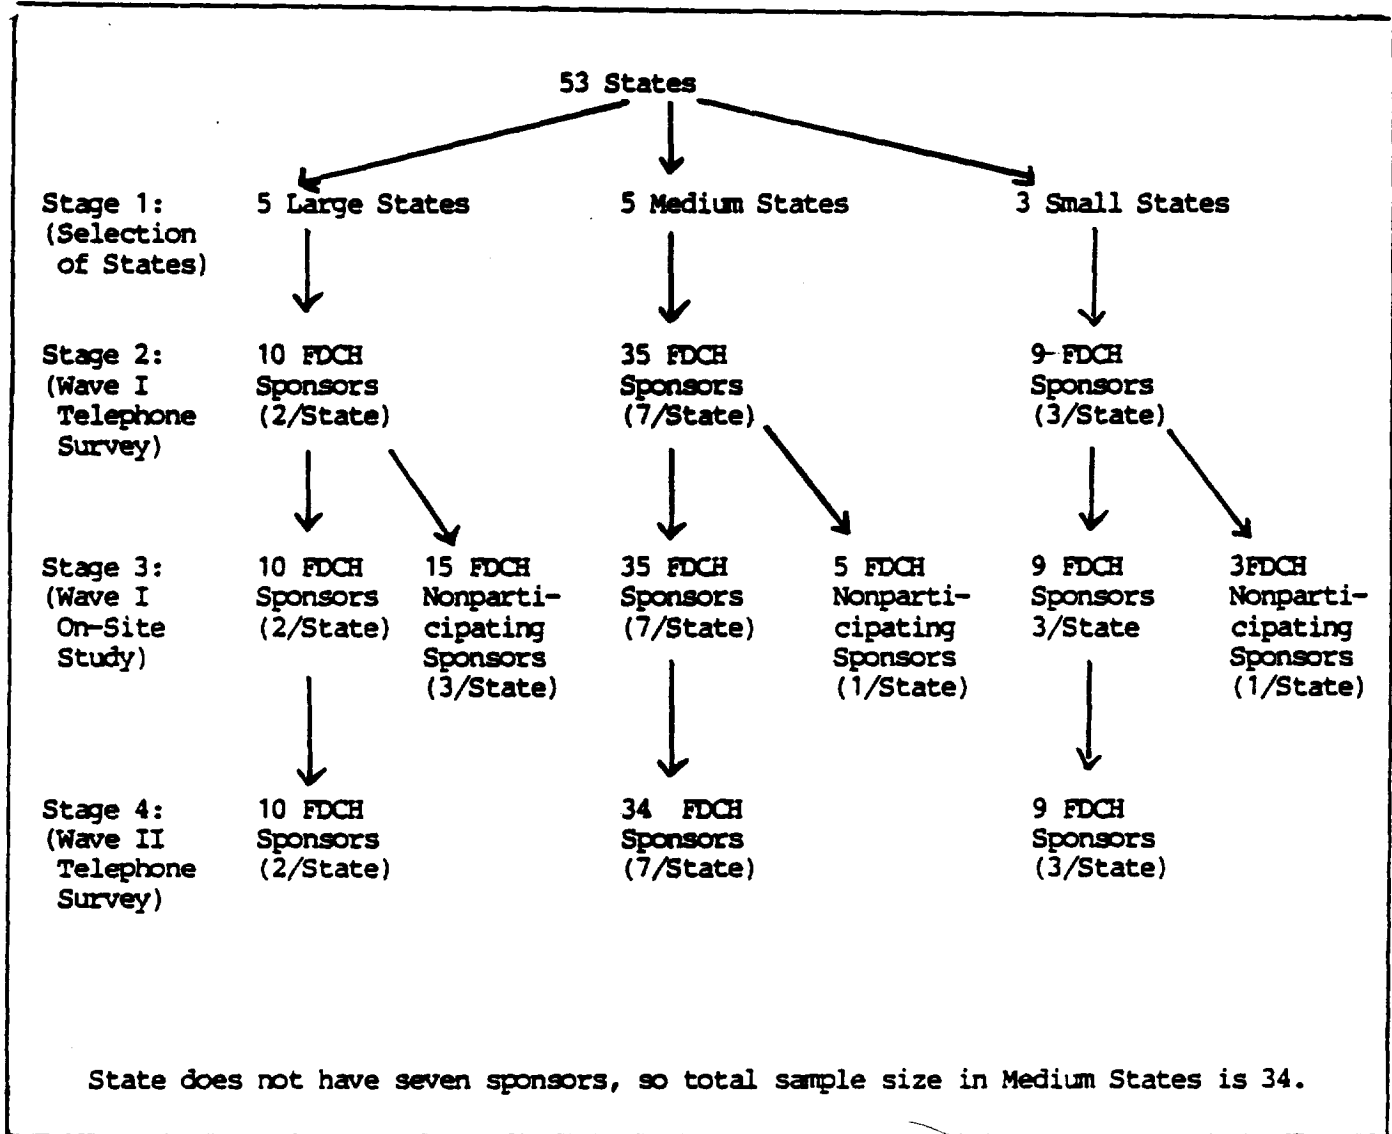 53 States
Stage 1:
(Selection
of States)
5 Large States
5 Medium States
3 Small States
Stage 2:
(Wave I
Telephone
Survey)
10 FDCH
Sponsors
(2/State)
35 FDCH
Sponsors
(7/State)
9 FDCH
Sponsors
(3/State)
Stage 3:
(Wave I
On-Site
Study)
10 FDCH
Sponsors
(2/State)
15 FDCH
Nonparti-
cipating
Sponsors
(3/State)
35 FDCH
Sponsors
(7/State)
5 FDCH
Nonparti-
cipating
Sponsors
(1/State)
9 FDCH
Sponsors
3/State
3FDCH
Nonparti-
cipating
Sponsors
(1/State)
Stage 4:
(Wave II
Telephone
Survey)
10 FDCH
Sponsors
(2/State)
34 FDCH
Sponsors
(7/State)
9 FDCH
Sponsors
(3/State)
State does not have seven sponsors, so total sample size in Medium States is 34.